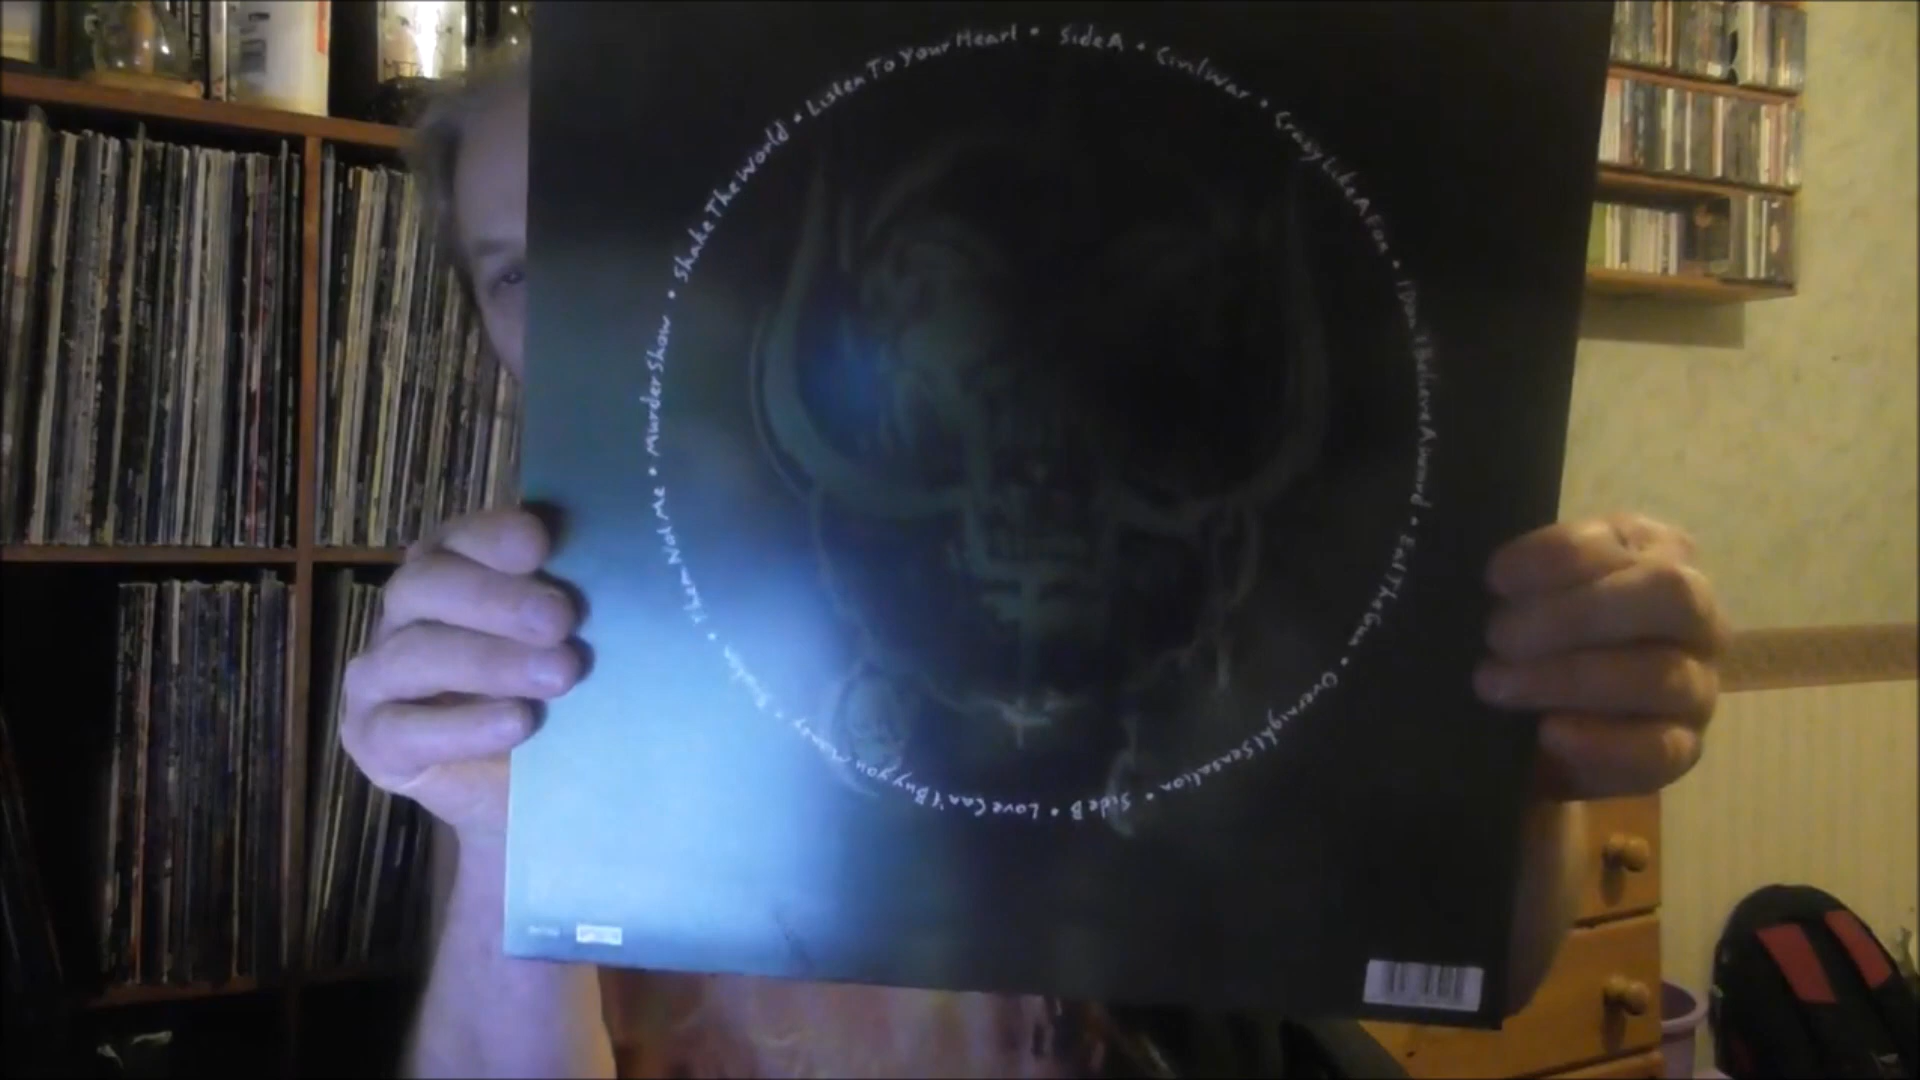 Side A • Civil War • Crazy Like A Fox • I Don't Believe A Word • Eat The Gun • Overnight Sensation • Side B • Love Can't Buy you Money • Broken • Them Not Me • Murder Show • Shake The World • Listen To Your Heart •